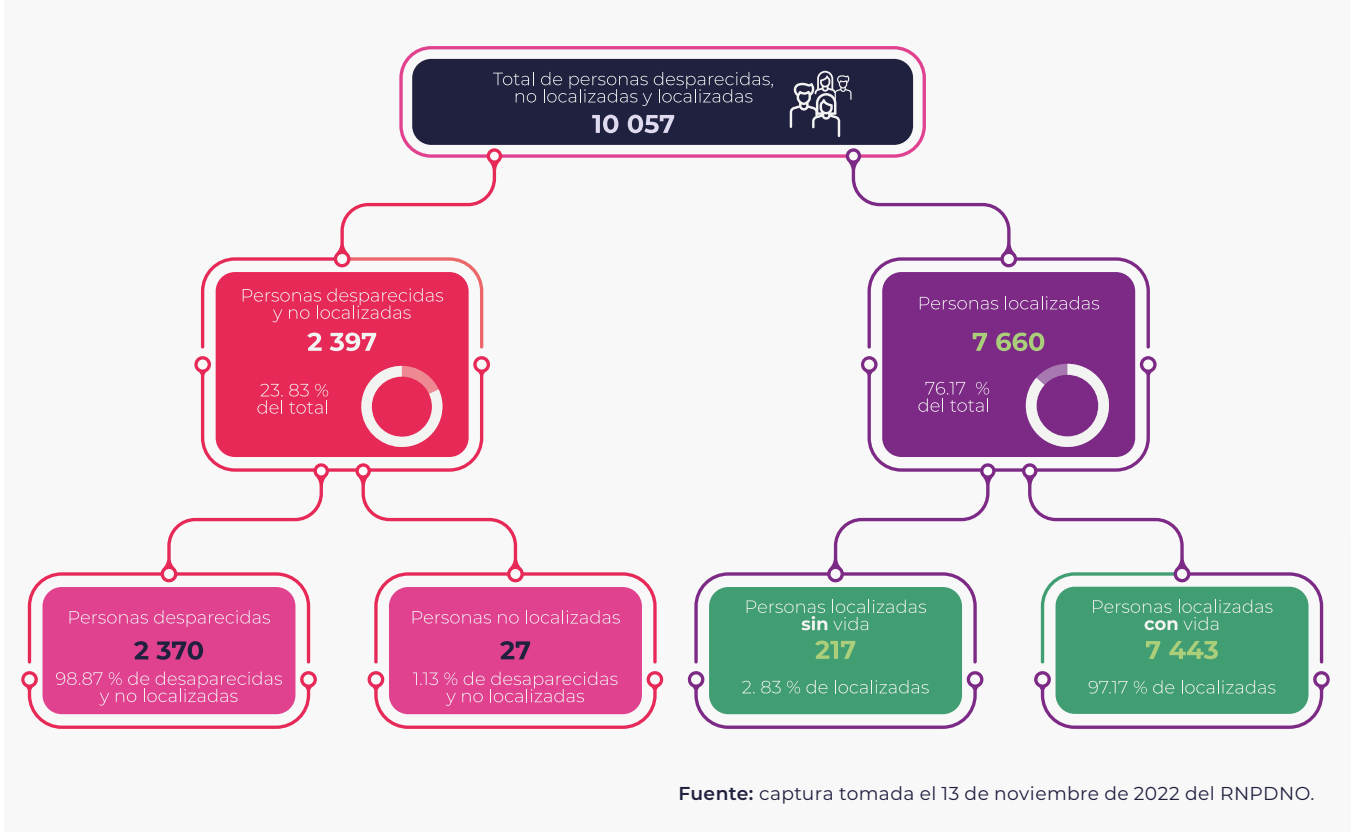 Total de personas desparecidas,
no localizadas y localizadas
10 057
Personas desparecidas
y no localizadas
2 397
23. 83 %
del total
Personas localizadas
7 660
76.17  %
del total
Personas desparecidas
2 370
98.87 % de desaparecidas
y no localizadas
Personas no localizadas
27
1.13 % de desaparecidas
y no localizadas
Personas localizadas
sin vida
217
2. 83 % de localizadas
Personas localizadas
con vida
7 443
97.17 % de localizadas
Fuente: captura tomada el 13 de noviembre de 2022 del RNPDNO.